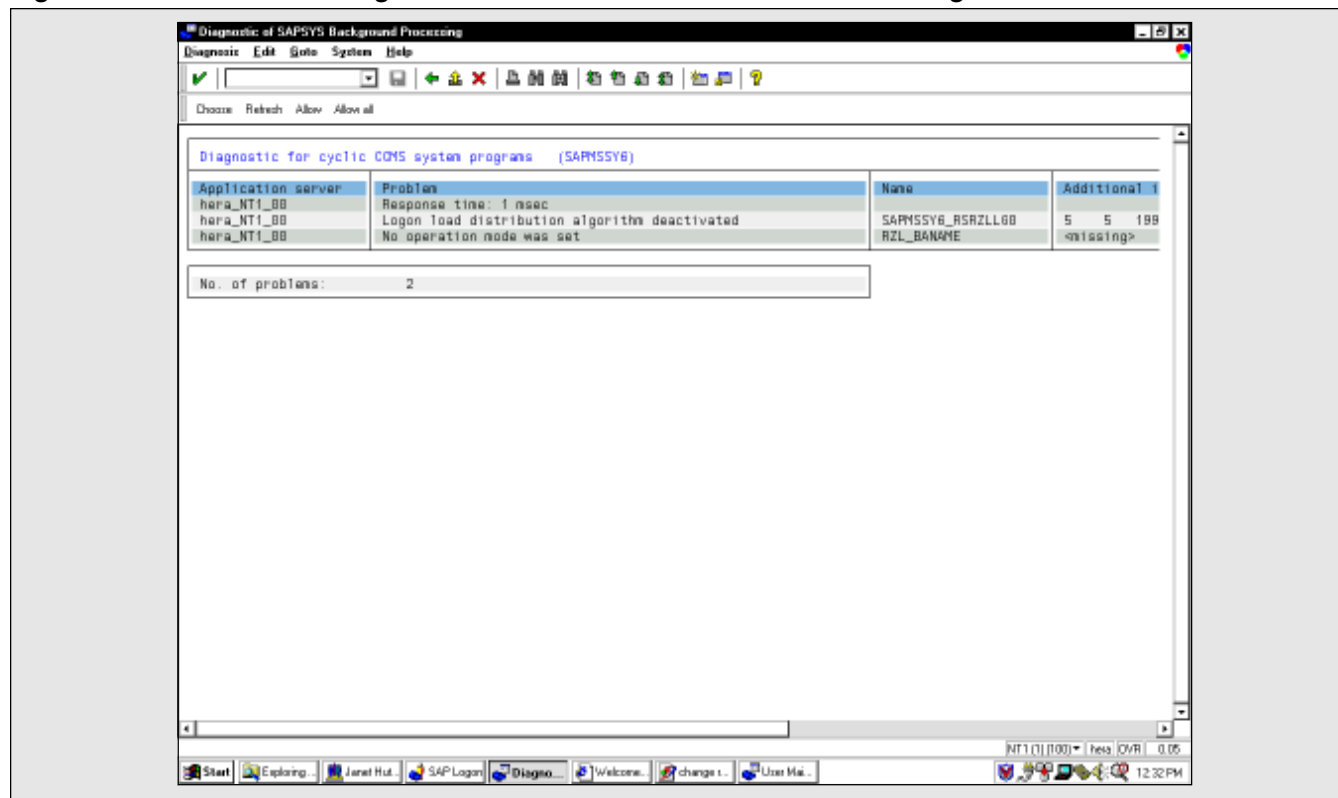 Diagnostic of SAPSYS Background Processing
Diagnosis Edit Goto System Help
Choose Refresh Allow Allow all
Diagnostic for cyclic CCMS system programs (SAPMSSY6)
Application server Problem Name Additional i
hera_NT1_00 Response time: 1 msec
hera_NT1_00 Logon load distribution algorithm deactivated SAPMSSY6_RSRZLLG0 5 5 199
hera_NT1_00 No operation mode was set RZL_BANAME <missing>
No. of problems: 2
NT1 (1) (100) hera OVR 0.05
Start Exploring... Janet Hut... SAP Logon Diagno... Welcome... change t... User Mai... 12:32 PM